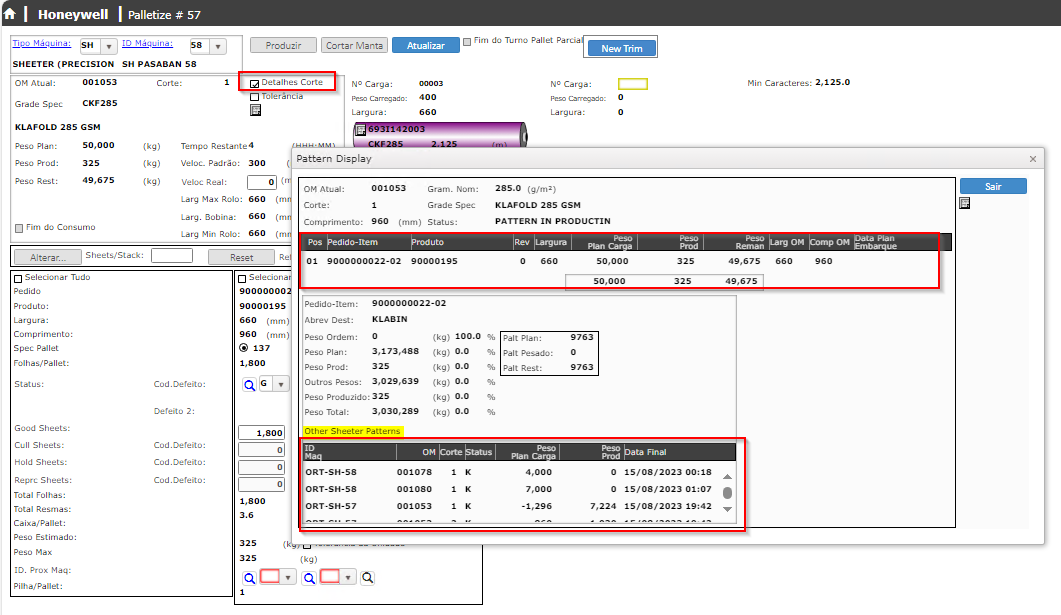 Honeywell Palletize # 57
Tipo Máquina: SH ID Máquina: 58
Produzir
Cortar Manta
Atualizar
Fim do Turno Pallet Parcial
New Trim
SHEETER (PRECISION SH PASABAN 58
OM Atual: 001053 Corte: 1
Detalhes Corte
Tolerância
Grade Spec CKF285
KLAFOLD 285 GSM
Peso Plan: 50,000 (kg) Tempo Restante 4 (HHH:MM)
Peso Prod: 325 (kg) Veloc. Padrão: 300
Peso Rest: 49,675 (kg) Veloc Real: 0
Larg Max Rolo: 660
Larg. Bobina: 660
Larg Min Rolo: 660
Fim do Consumo
Nº Carga: 00003 Nº Carga: Min Caracteres: 2,125.0
Peso Carregado: 400 Peso Carregado: 0
Largura: 660 Largura: 0
693I142003
CKF285 2,125 (m)
Alterar... Sheets/Stack: Reset
Selecionar Tudo Selecionar
Pedido
Produto: 90000195
Largura: 660 (mm)
Comprimento: 960 (mm)
Spec Pallet 137
Folhas/Pallet: 1,800
Status: Cod.Defeito: G
Defeito 2:
Good Sheets: 1,800
Cull Sheets: Cod.Defeito: 0
Hold Sheets: Cod.Defeito: 0
Reprc Sheets: Cod.Defeito: 0
Total Folhas: 1,800
Total Resmas: 3.6
Caixa/Pallet:
Peso Estimado: 325 (kg)
Peso Max 325 (kg)
ID. Prox Maq:
Pilha/Pallet: 1
Pattern Display
Sair
OM Atual: 001053 Gram. Nom: 285.0 (g/m²)
Corte: 1 Grade Spec KLAFOLD 285 GSM
Comprimento: 960 (mm) Status: PATTERN IN PRODUCTIN
Pos Pedido-Item Produto Rev Largura Peso Plan Carga Peso Prod Peso Reman Larg OM Comp OM Data Plan Embarque
01 9000000022-02 90000195 0 660 50,000 325 49,675 660 960
50,000 325 49,675
Pedido-Item: 9000000022-02
Abrev Dest: KLABIN
Peso Ordem: 0 (kg) 100.0 %
Peso Plan: 3,173,488 (kg) 0.0 %
Peso Prod: 325 (kg) 0.0 %
Outros Pesos: 3,029,639 (kg) 0.0 %
Peso Produzido: 325 (kg) 0.0 %
Peso Total: 3,030,289 (kg) 0.0 %
Palt Plan: 9763
Palt Pesado: 0
Palt Rest: 9763
Other Sheeter Patterns
ID Maq OM Corte Status Peso Plan Carga Peso Prod Data Final
ORT-SH-58 001078 1 K 4,000 0 15/08/2023 00:18
ORT-SH-58 001080 1 K 7,000 0 15/08/2023 01:07
ORT-SH-57 001053 1 K -1,296 7,224 15/08/2023 19:42